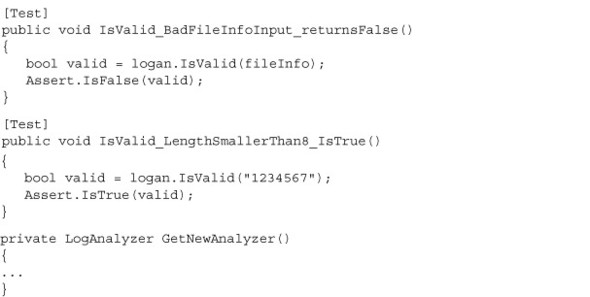 [Test]
public void IsValid_BadFileInfoInput_returnsFalse()
{
bool valid = logan.IsValid(fileInfo);
Assert.IsFalse(valid);
}
[Test]
public void IsValid_LengthSmallerThan8_IsTrue()
{
bool valid = logan.IsValid("1234567");
Assert.IsTrue(valid);
}
private LogAnalyzer GetNewAnalyzer()
{
...
}